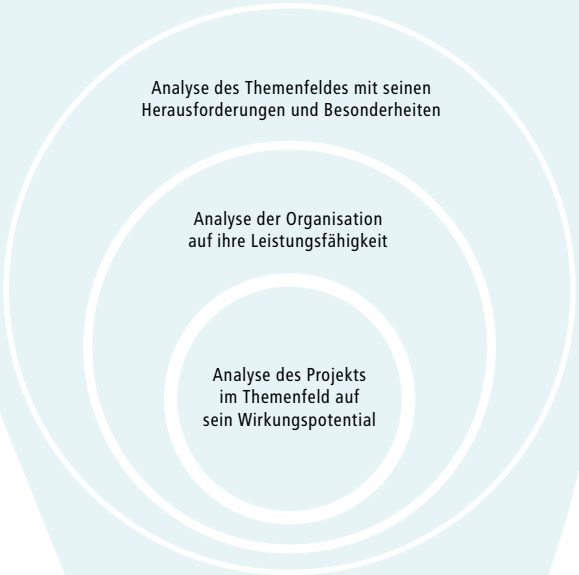 Analyse des Themenfeldes mit seinen
Herausforderungen und Besonderheiten
Analyse der Organisation
auf ihre Leistungsfähigkeit
Analyse des Projekts
im Themenfeld auf
sein Wirkungspotential